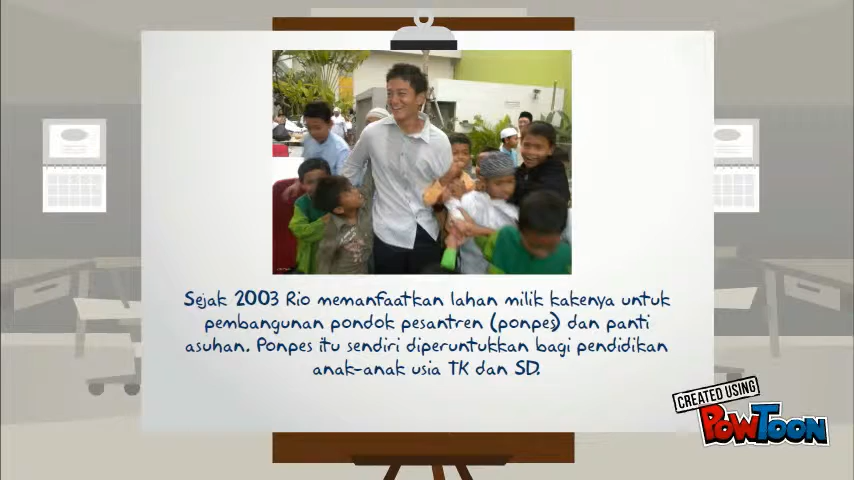 Sejak 2003 Rio memanfaatkan lahan milik kakenya untuk
pembangunan pondok pesantren (ponpes) dan panti
asuhan. Ponpes itu sendiri diperuntukkan bagi pendidikan
anak-anak usia TK dan SD.
CREATED USING
POWTOON